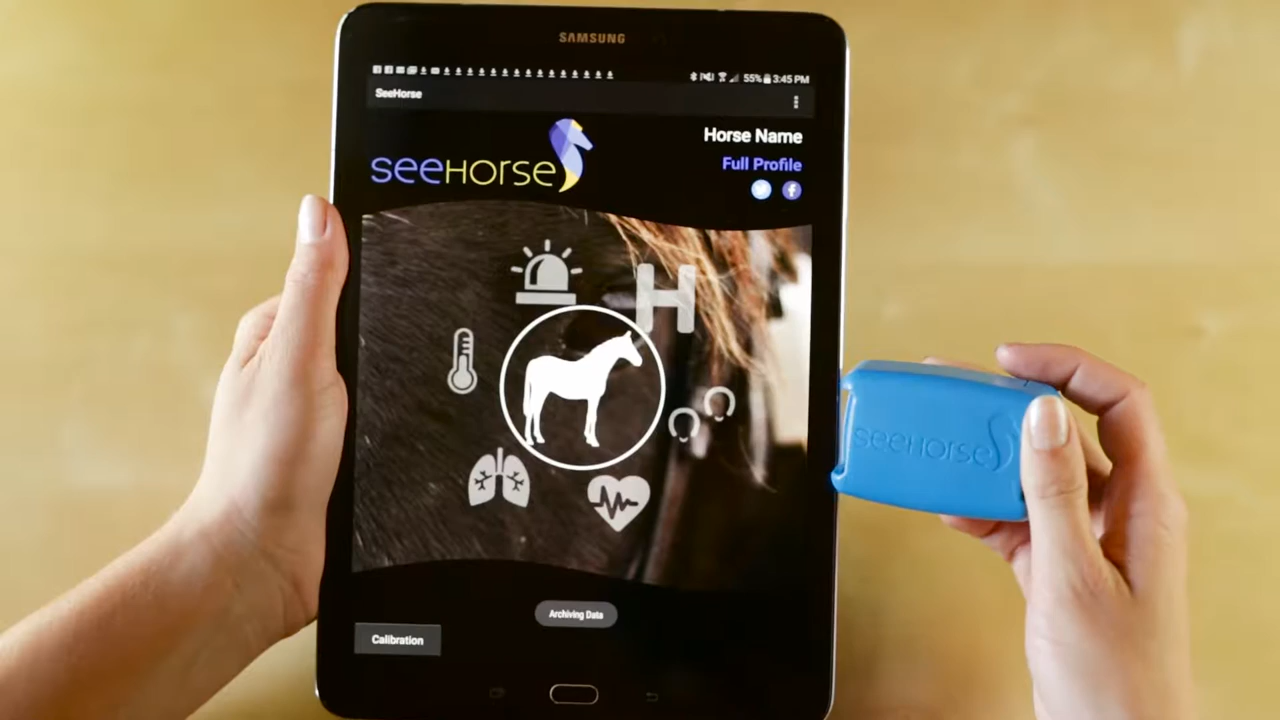 SAMSUNG
55% 3:45 PM
SeeHorse
seeHorse
Horse Name
Full Profile
H
seeHorse
Archiving Data
Calibration